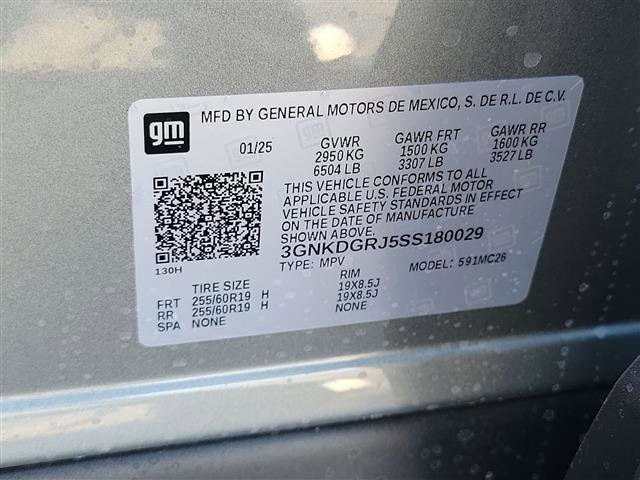 gm
MFD BY GENERAL MOTORS DE MEXICO, S. DE R.L. DE C.V.
01/25 GVWR GAWR FRT GAWR RR
2950 KG 1500 KG 1600 KG
6504 LB 3307 LB 3527 LB
THIS VEHICLE CONFORMS TO ALL
APPLICABLE U.S. FEDERAL MOTOR
VEHICLE SAFETY STANDARDS IN EFFECT
ON THE DATE OF MANUFACTURE
SHOWN ABOVE.
3GNKDGRJ5SS180029
130H
TYPE: MPV MODEL: 591MC26
TIRE SIZE RIM
FRT 255/60R19 H 19X8.5J
RR 255/60R19 H 19X8.5J
SPA NONE NONE